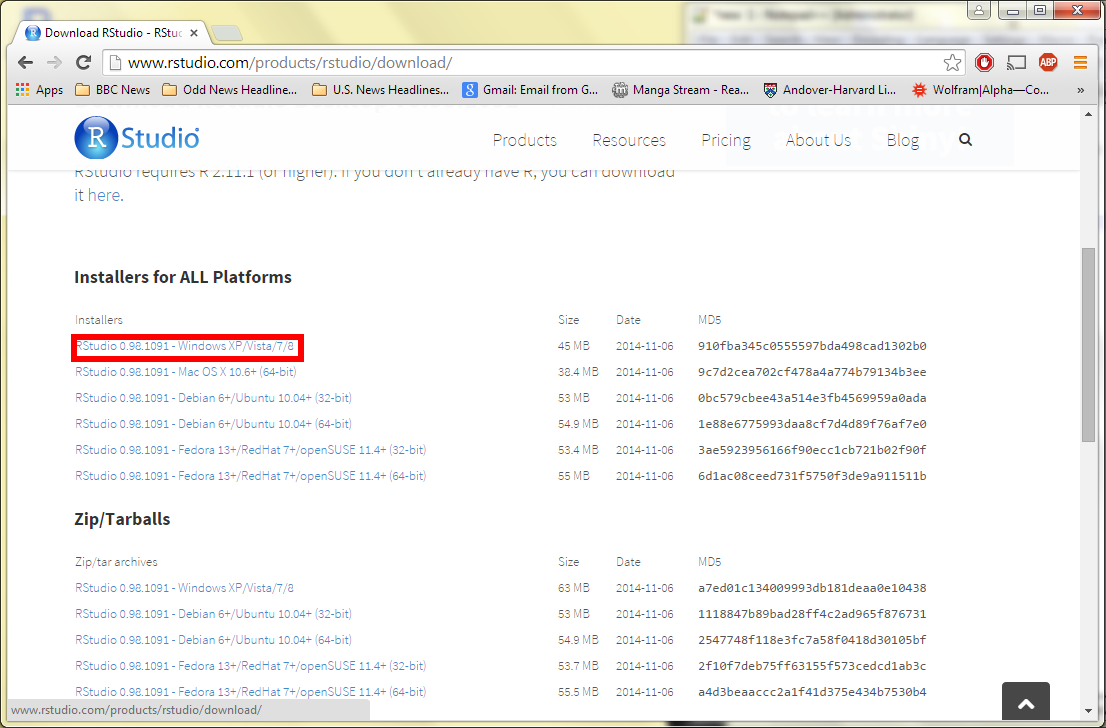 Download RStudio - RStu
www.rstudio.com/products/rstudio/download/
Apps BBC News Odd News Headline... U.S. News Headlines... Gmail: Email from G... Manga Stream - Rea... Andover-Harvard Li... Wolfram|Alpha—Co... »
R Studio Products Resources Pricing About Us Blog
RStudio requires R 2.11.1 (or higher). If you don't already have R, you can download
it here.
Installers for ALL Platforms
Installers Size Date MD5
RStudio 0.98.1091 - Windows XP/Vista/7/8 45 MB 2014-11-06 910fba345c0555597bda498cad1302b0
RStudio 0.98.1091 - Mac OS X 10.6+ (64-bit) 38.4 MB 2014-11-06 9c7d2cea702cf478a4a774b79134b3ee
RStudio 0.98.1091 - Debian 6+/Ubuntu 10.04+ (32-bit) 53 MB 2014-11-06 0bc579cbee43a514e3fb4569959a0ada
RStudio 0.98.1091 - Debian 6+/Ubuntu 10.04+ (64-bit) 54.9 MB 2014-11-06 1e88e6775993daa8cf7d4d89f76af7e0
RStudio 0.98.1091 - Fedora 13+/RedHat 7+/openSUSE 11.4+ (32-bit) 53.4 MB 2014-11-06 3ae5923956166f90ecc1cb721b02f90f
RStudio 0.98.1091 - Fedora 13+/RedHat 7+/openSUSE 11.4+ (64-bit) 55 MB 2014-11-06 6d1ac08ceed731f5750f3de9a911511b
Zip/Tarballs
Zip/tar archives Size Date MD5
RStudio 0.98.1091 - Windows XP/Vista/7/8 63 MB 2014-11-06 a7ed01c134009993db181deaa0e10438
RStudio 0.98.1091 - Debian 6+/Ubuntu 10.04+ (32-bit) 53 MB 2014-11-06 1118847b89bad28ff4c2ad965f876731
RStudio 0.98.1091 - Debian 6+/Ubuntu 10.04+ (64-bit) 54.9 MB 2014-11-06 2547748f118e3fc7a58f0418d30105bf
RStudio 0.98.1091 - Fedora 13+/RedHat 7+/openSUSE 11.4+ (32-bit) 53.7 MB 2014-11-06 2f10f7deb75ff63155f573cedcd1ab3c
RStudio 0.98.1091 - Fedora 13+/RedHat 7+/openSUSE 11.4+ (64-bit) 55.5 MB 2014-11-06 a4d3beaaccc2a1f41d375e434b7530b4
www.rstudio.com/products/rstudio/download/